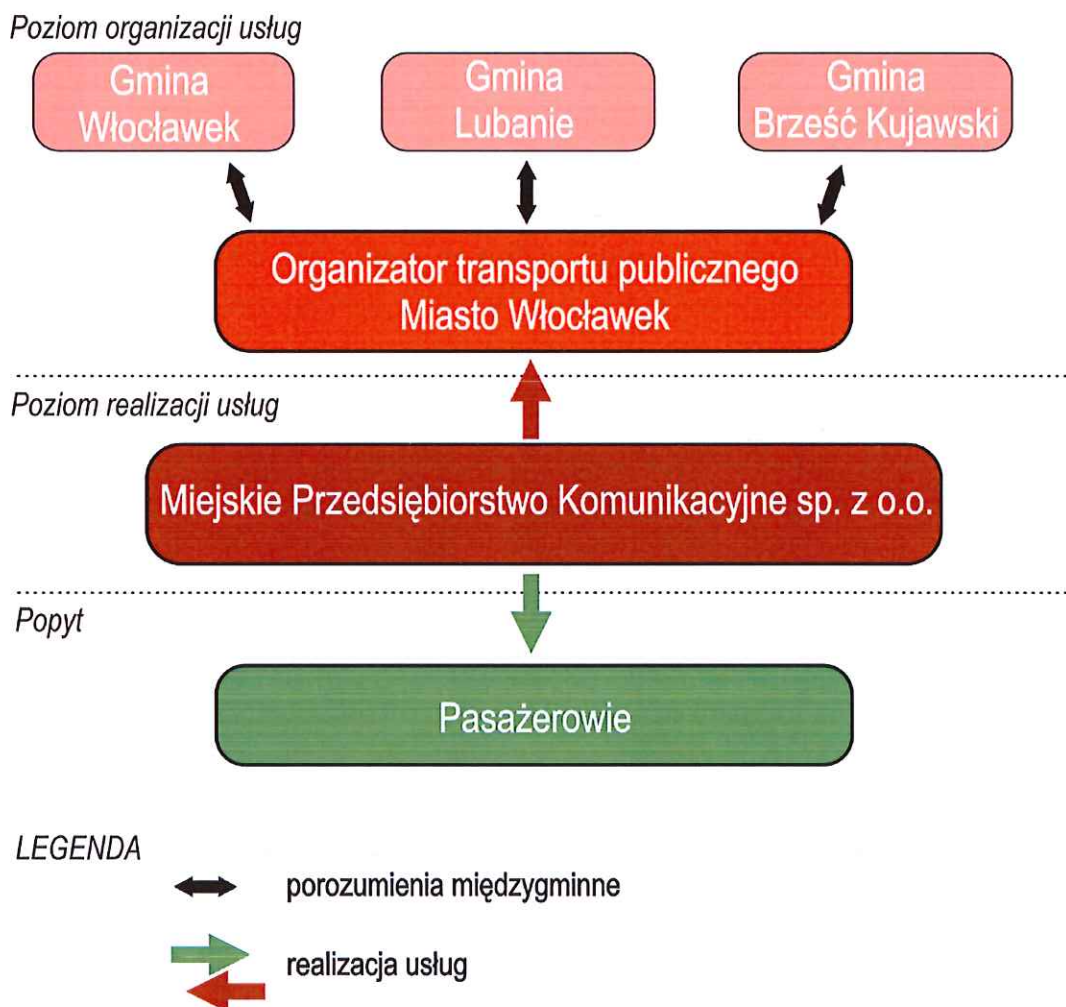 Poziom organizacji usług
Gmina
Włocławek
Gmina
Lubanie
Gmina
Brześć Kujawski
Organizator transportu publicznego
Miasto Włocławek
Poziom realizacji usług
Miejskie Przedsiębiorstwo Komunikacyjne sp. z o.o.
Popyt
Pasażerowie
LEGENDA
porozumienia międzygminne
realizacja usług